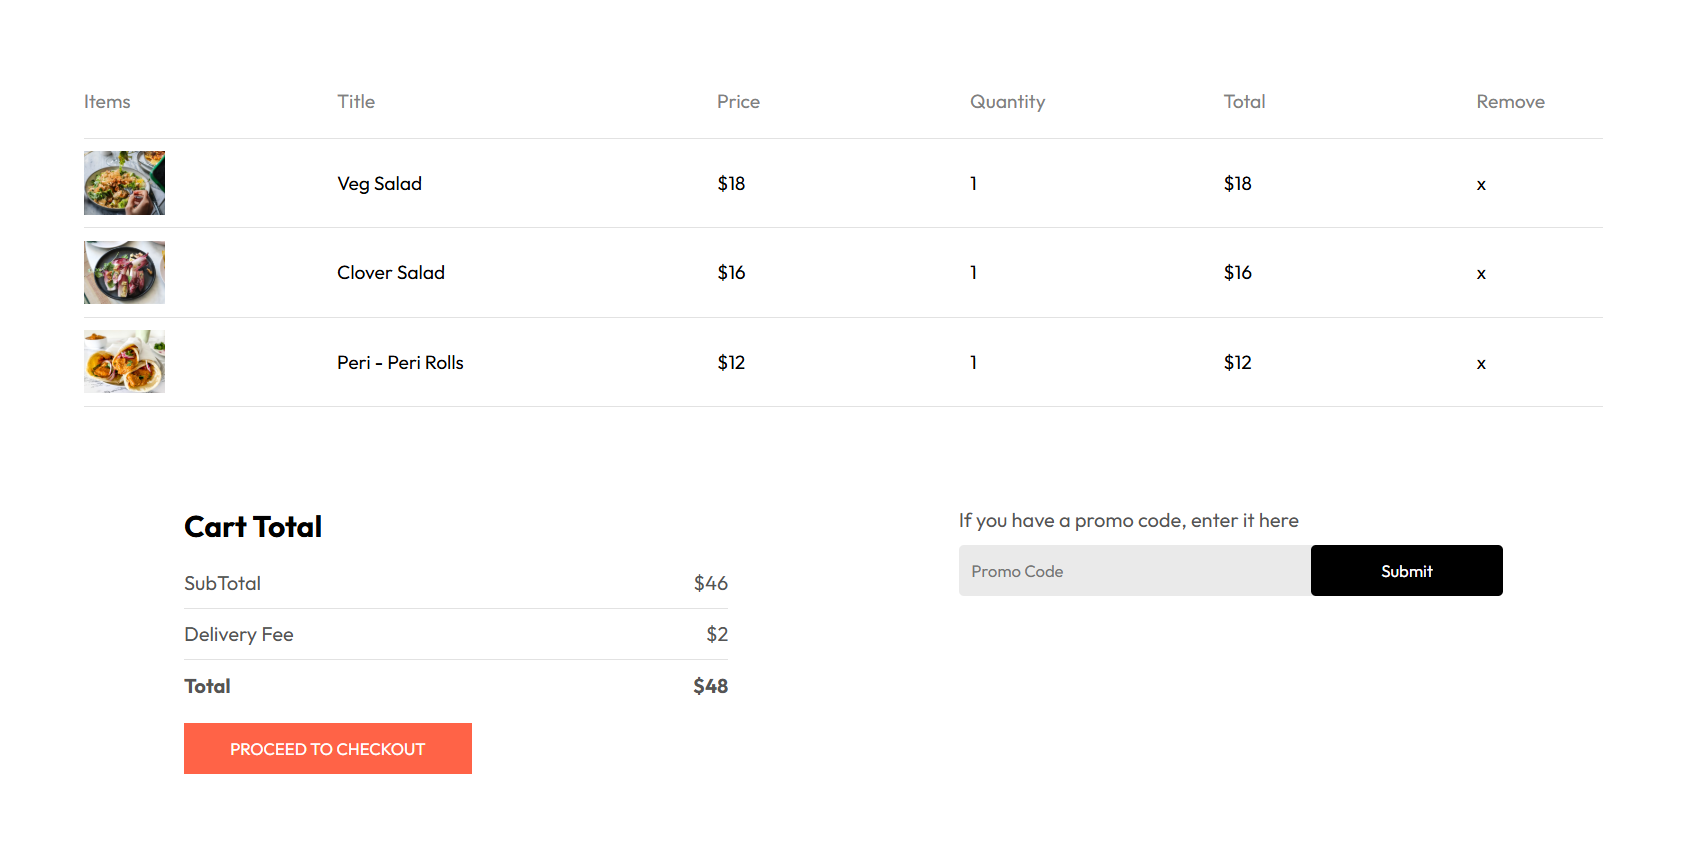 Items Title Price Quantity Total Remove
Veg Salad $18 1 $18 x
Clover Salad $16 1 $16 x
Peri - Peri Rolls $12 1 $12 x
Cart Total
SubTotal $46
Delivery Fee $2
Total $48
PROCEED TO CHECKOUT
If you have a promo code, enter it here
Promo Code Submit